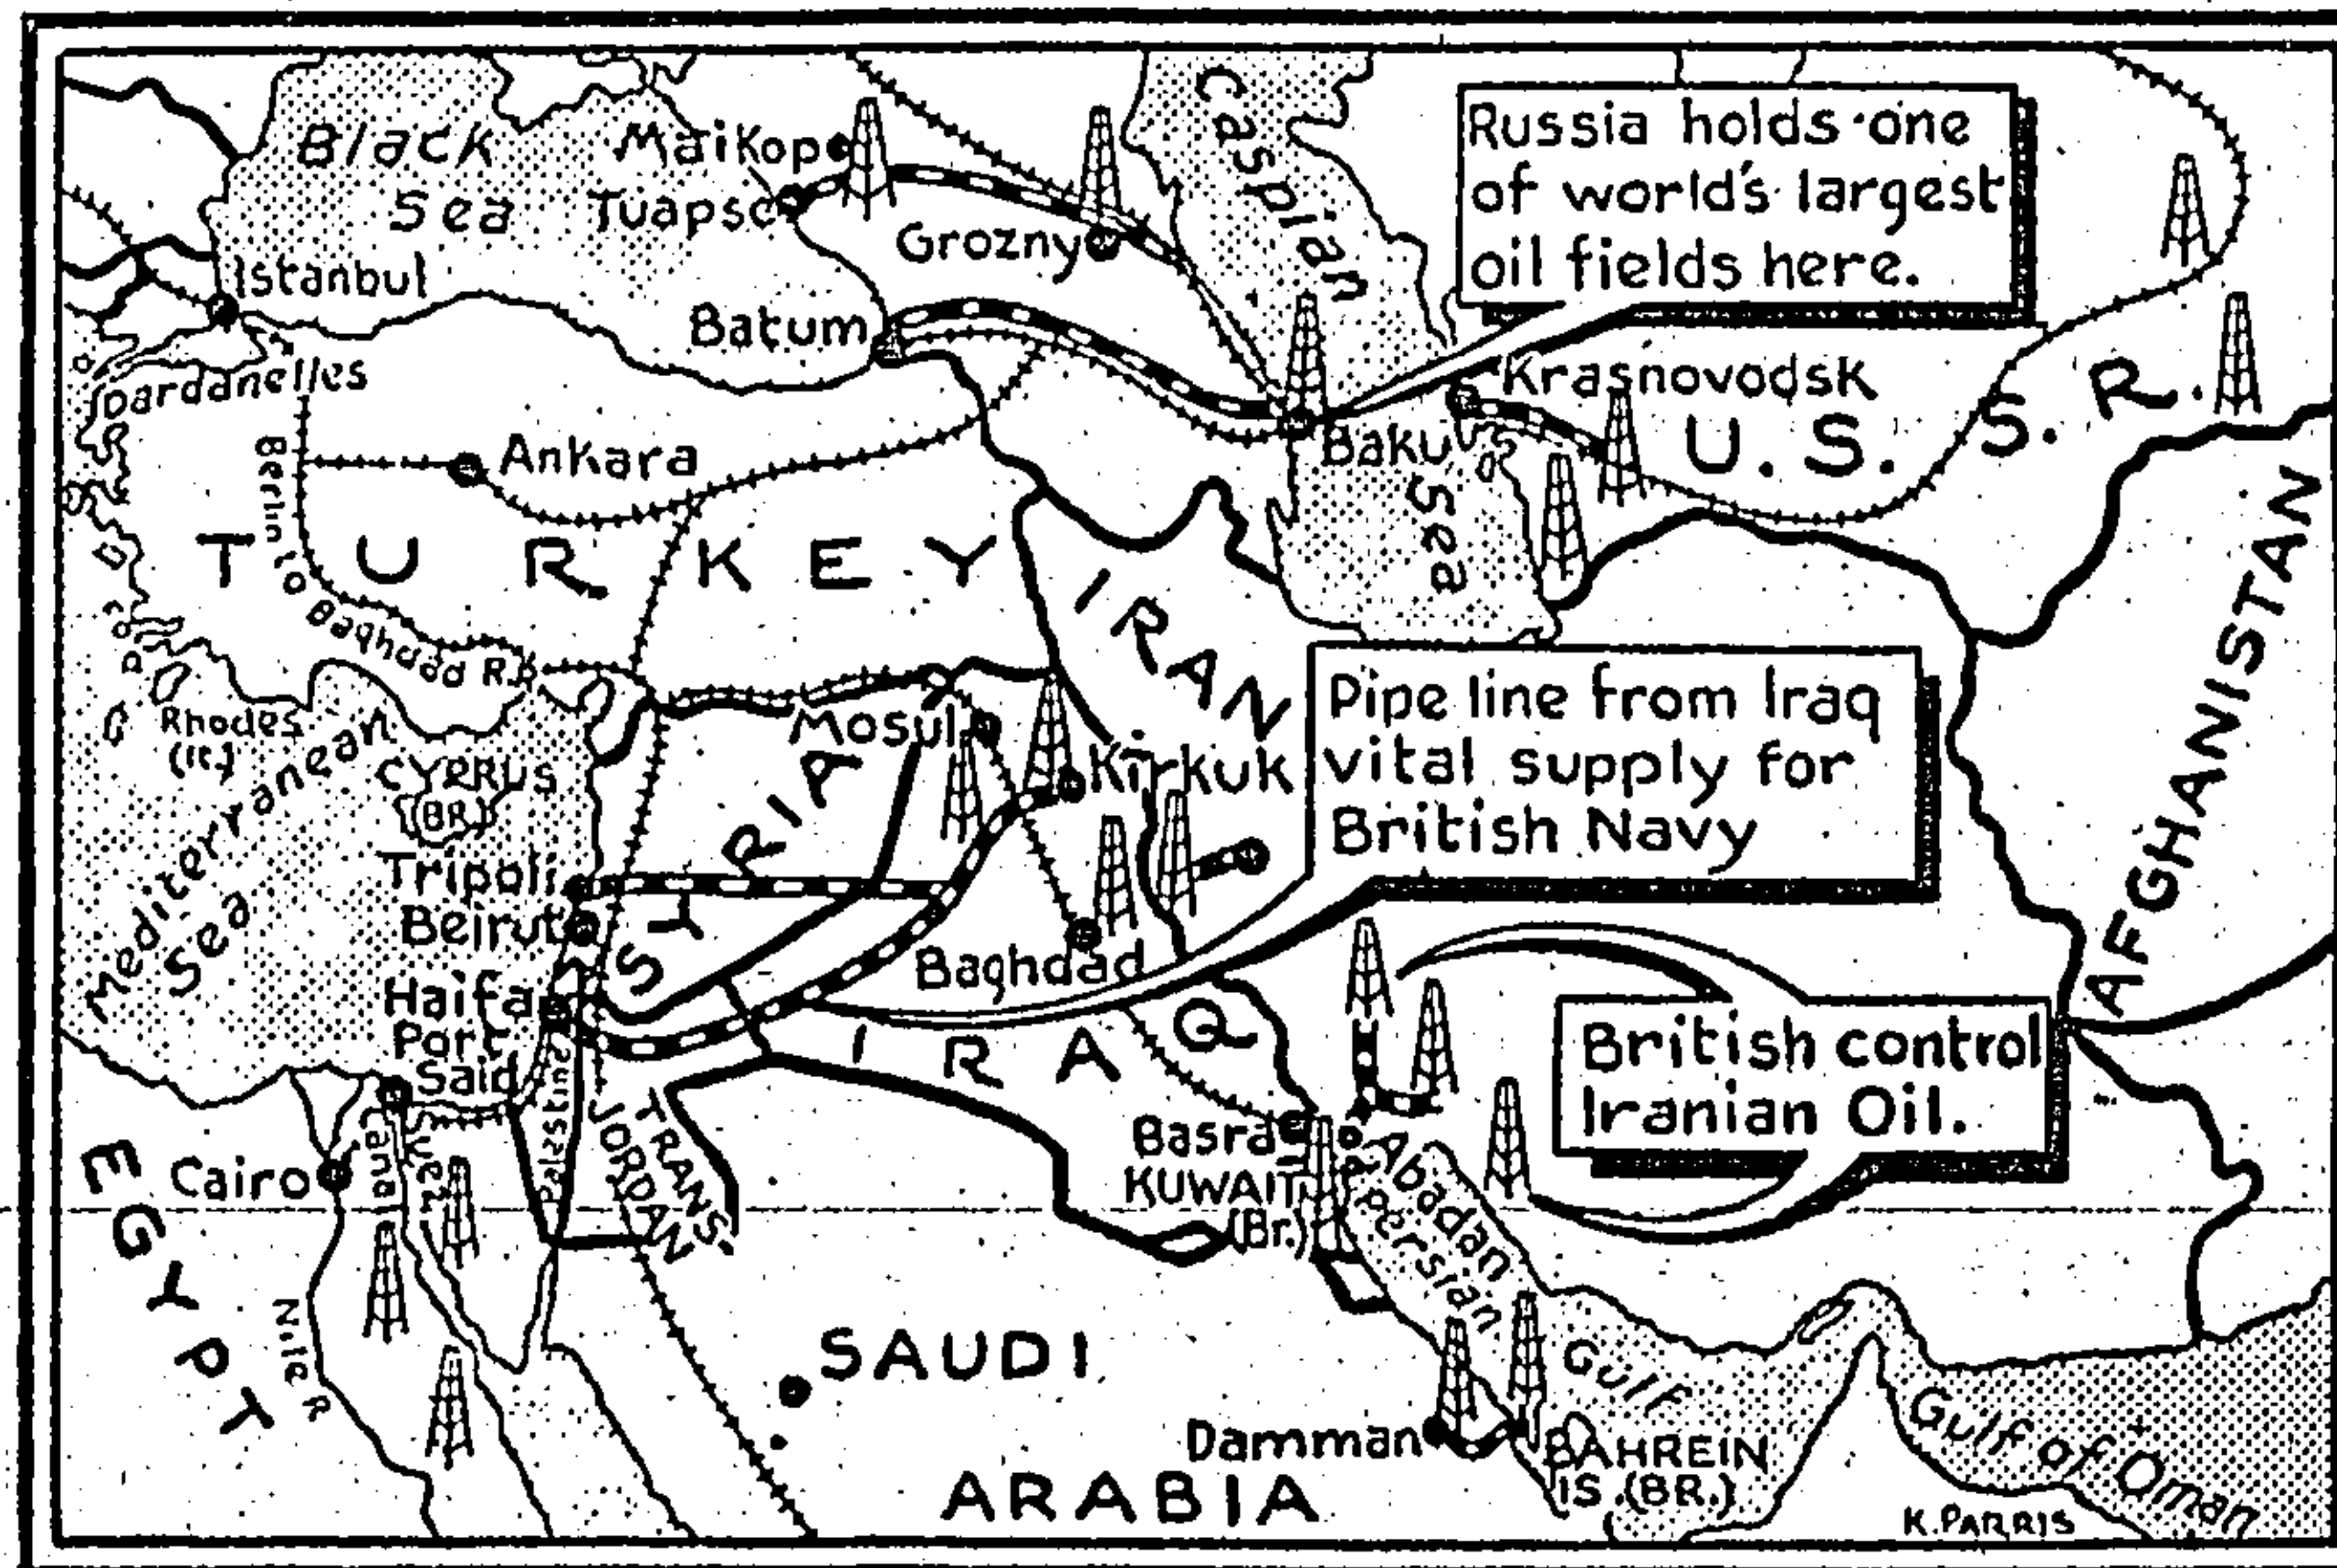 Black
Sea
Maikop
Tuapse
Grozny
Caspian
Sea
Russia holds one
of world's largest
oil fields here.
Istanbul
Batum
Dardanelles
Krasnovodsk
Baku
U.S.S.R.
Ankara
Berlin to Baghdad R.R.
TURKEY
IRAN
AFGHANISTAN
Rhodes
(It.)
Mediterranean
Sea
CYPRUS
(BR.)
Mosul
Kirkuk
Pipe line from Iraq
vital supply for
British Navy
SYRIA
Tripoli
Beirut
Baghdad
Haifa
Port
Said
IRAQ
British control
Iranian Oil.
Palestine
TRANS-
JORDAN
Suez
Canal
Cairo
Basra
KUWAIT
(Br.)
Abadan
Persian
Gulf
EGYPT
Nile R.
SAUDI
ARABIA
Damman
BAHREIN
IS.(BR.)
Gulf of Oman
K.PARRIS